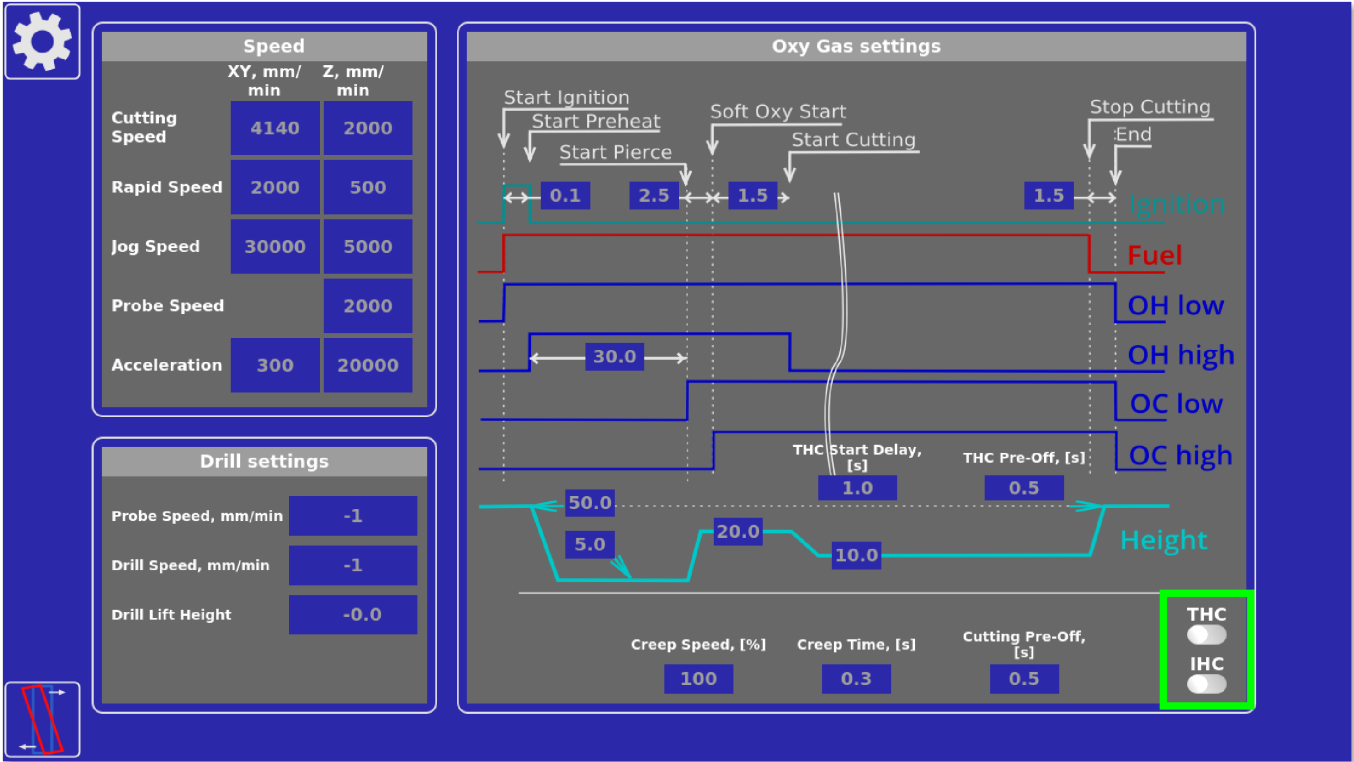 Speed
XY, mm/
min
Z, mm/
min
Cutting
Speed
4140
2000
Rapid Speed
2000
500
Jog Speed
30000
5000
Probe Speed
2000
Acceleration
300
20000
Drill settings
Probe Speed, mm/min
-1
Drill Speed, mm/min
-1
Drill Lift Height
-0.0
Oxy Gas settings
Start Ignition
Start Preheat
Start Pierce
Soft Oxy Start
Start Cutting
Stop Cutting
End
0.1
2.5
1.5
1.5
Ignition
Fuel
OH low
30.0
OH high
OC low
OC high
THC Start Delay,
[s]
1.0
THC Pre-Off, [s]
0.5
50.0
5.0
20.0
10.0
Height
Creep Speed, [%]
100
Creep Time, [s]
0.3
Cutting Pre-Off,
[s]
0.5
THC
IHC